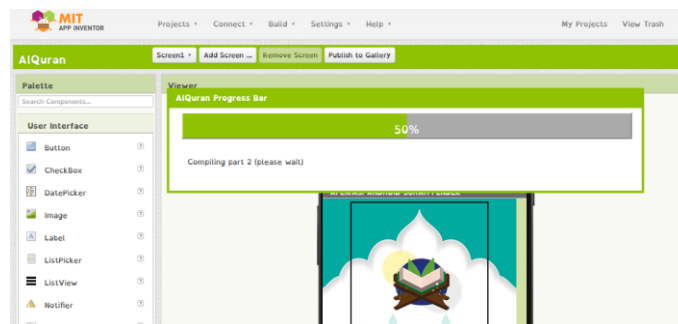 MIT
APP INVENTOR
Projects
Connect
Build
Settings
Help
My Projects
View Trash
AlQuran
Screen1
Add Screen ...
Remove Screen
Publish to Gallery
Palette
Viewer
Search Components...
AlQuran Progress Bar
50%
Compiling part 2 (please wait)
User Interface
Button
CheckBox
DatePicker
Image
Label
ListPicker
ListView
Notifier